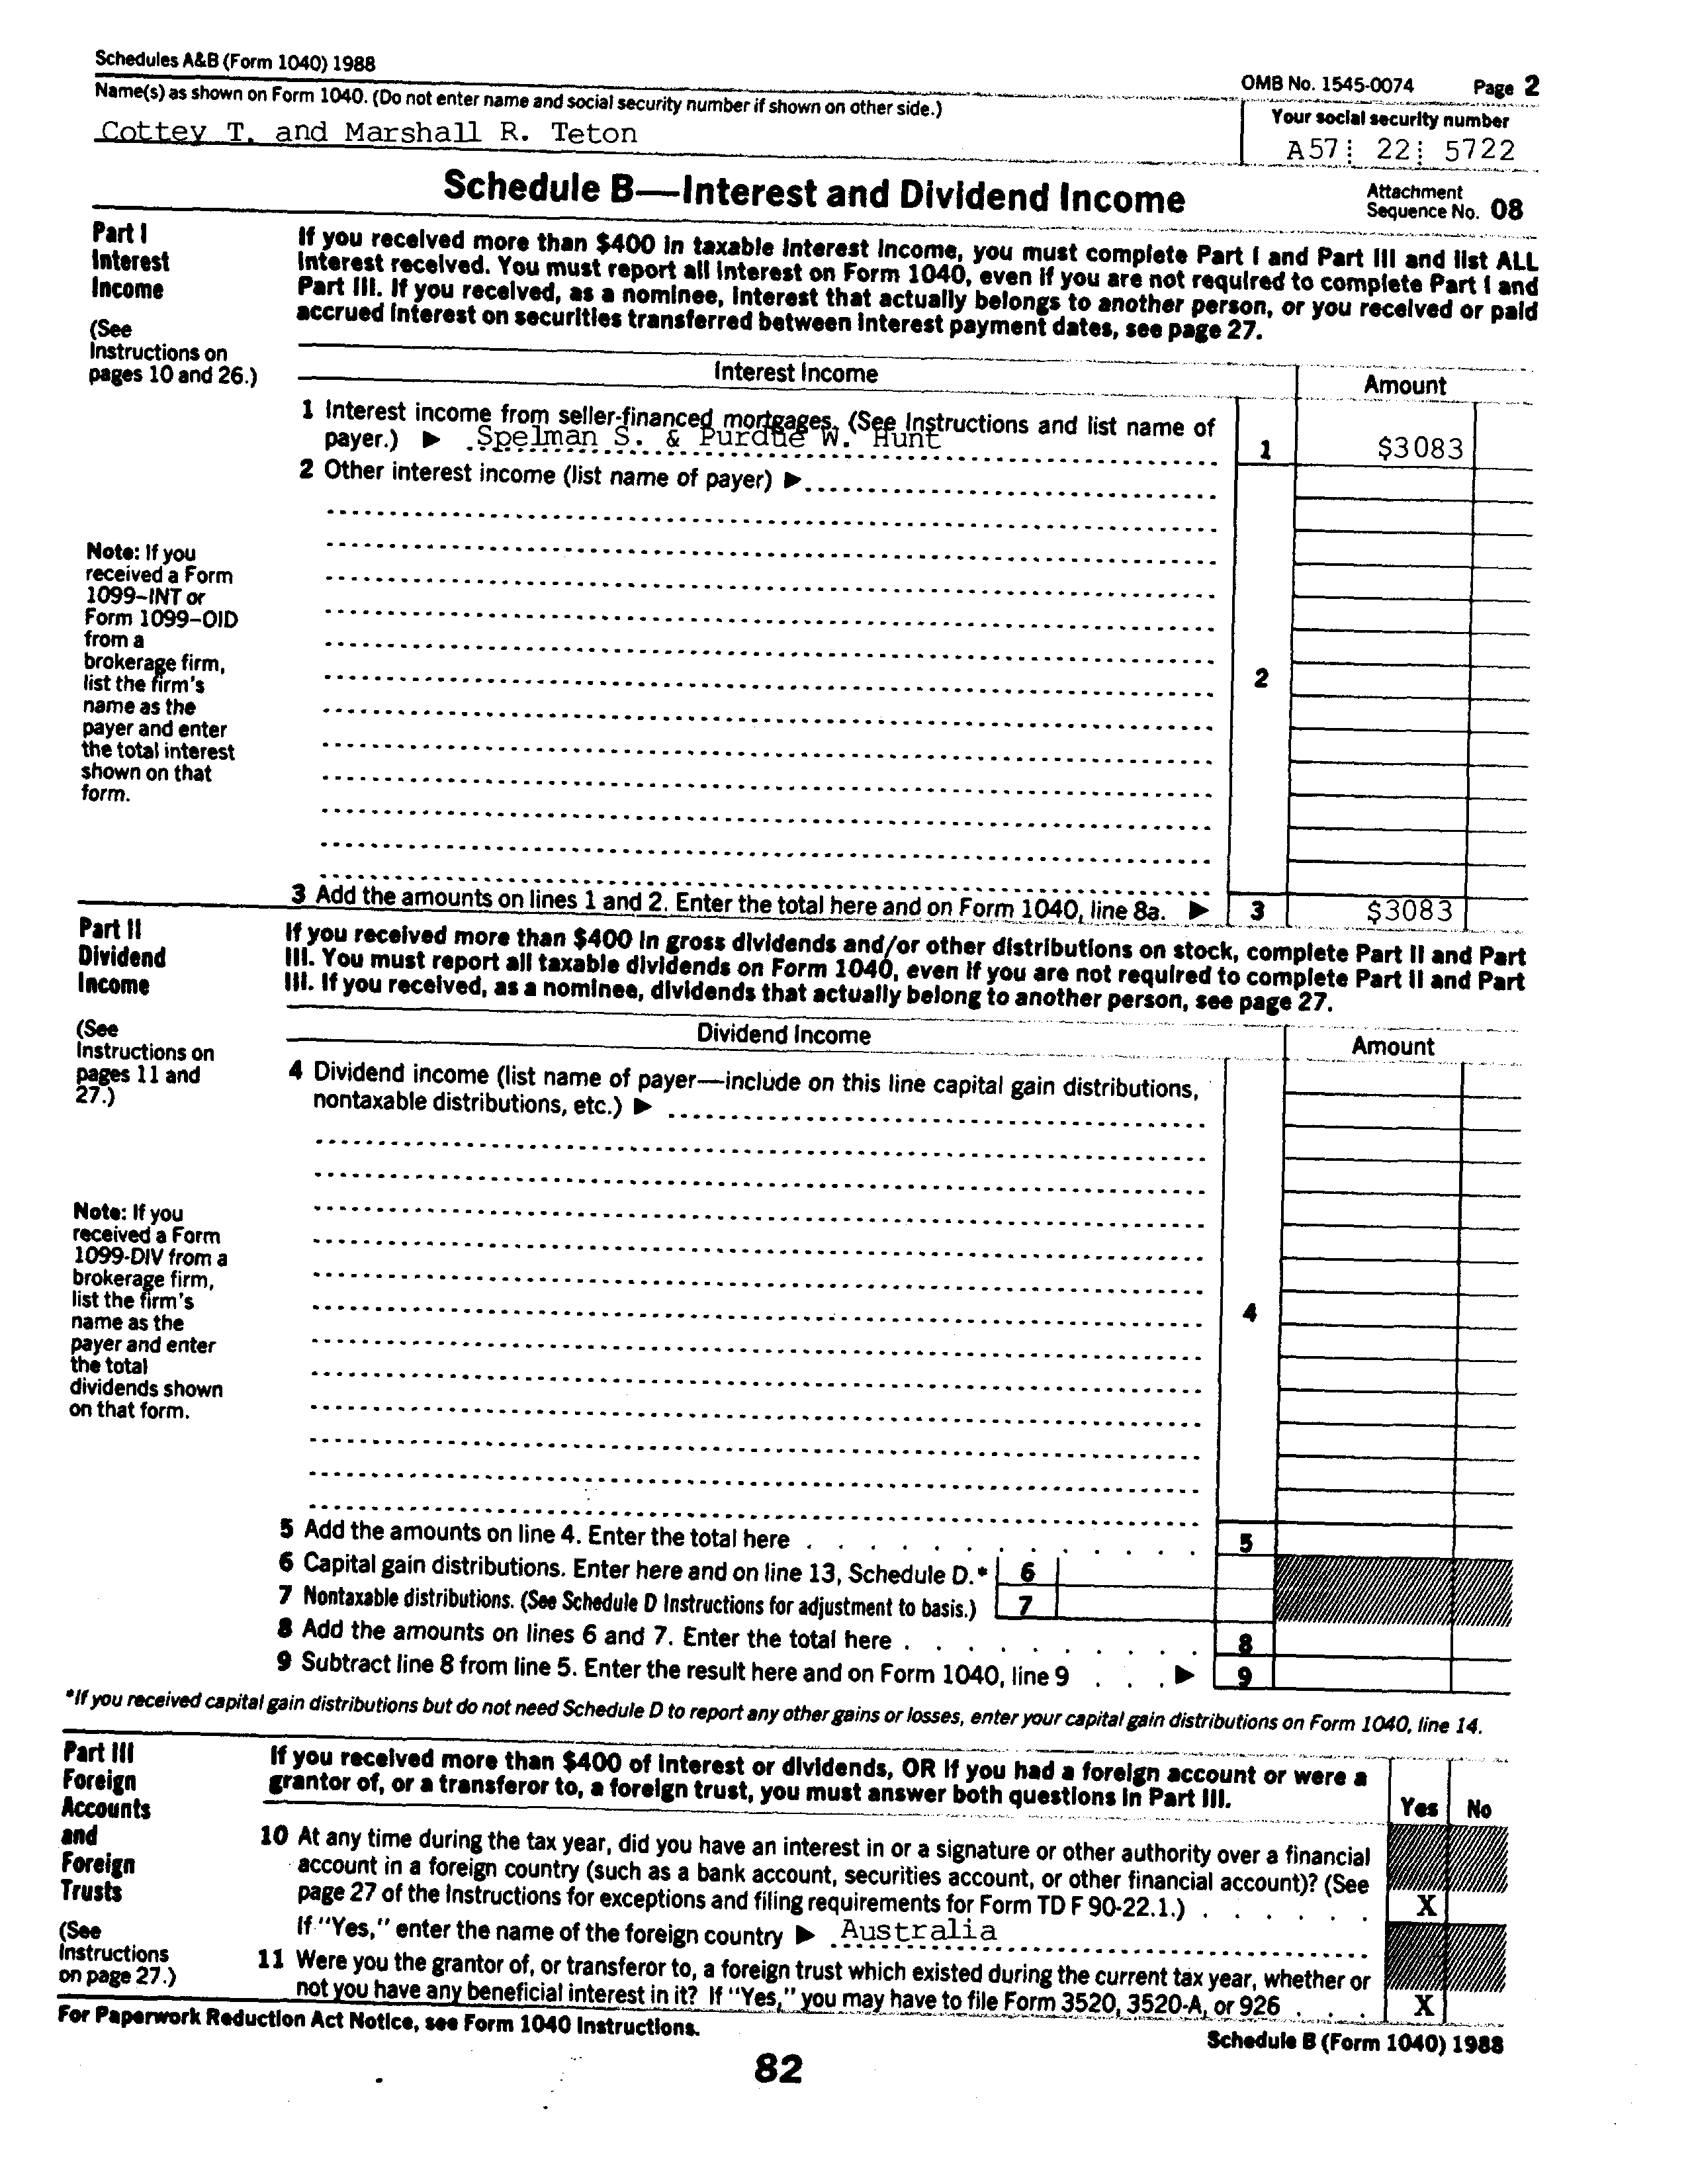 Schedules A&B (Form 1040) 1988
OMB No. 1545-0074 Page 2
Name(s) as shown on Form 1040. (Do not enter name and social security number if shown on other side.)
Your social security number
Cottey T. and Marshall R. Teton
A57 22 5722
Schedule B—Interest and Dividend Income
Attachment
Sequence No. 08
Part I
Interest
Income
(See
Instructions on
pages 10 and 26.)
If you received more than $400 in taxable interest income, you must complete Part I and Part III and list ALL
interest received. You must report all interest on Form 1040, even if you are not required to complete Part I and
Part III. If you received, as a nominee, interest that actually belongs to another person, or you received or paid
accrued interest on securities transferred between interest payment dates, see page 27.
Interest Income
Amount
1 Interest income from seller-financed mortgages. (See Instructions and list name of
payer.) ▶ Spelman S. & Purdue W. Hunt
1 $3083
2 Other interest income (list name of payer) ▶
Note: If you
received a Form
1099–INT or
Form 1099–OID
from a
brokerage firm,
list the firm's
name as the
payer and enter
the total interest
shown on that
form.
2
3 Add the amounts on lines 1 and 2. Enter the total here and on Form 1040, line 8a. ▶ 3 $3083
Part II
Dividend
Income
(See
Instructions on
pages 11 and
27.)
If you received more than $400 in gross dividends and/or other distributions on stock, complete Part II and Part
III. You must report all taxable dividends on Form 1040, even if you are not required to complete Part II and Part
III. If you received, as a nominee, dividends that actually belong to another person, see page 27.
Dividend Income
Amount
4 Dividend income (list name of payer—include on this line capital gain distributions,
nontaxable distributions, etc.) ▶
Note: If you
received a Form
1099-DIV from a
brokerage firm,
list the firm's
name as the
payer and enter
the total
dividends shown
on that form.
4
5 Add the amounts on line 4. Enter the total here . . . . . . . . . . 5
6 Capital gain distributions. Enter here and on line 13, Schedule D.* 6
7 Nontaxable distributions. (See Schedule D Instructions for adjustment to basis.) 7
8 Add the amounts on lines 6 and 7. Enter the total here . . . . . . . . 8
9 Subtract line 8 from line 5. Enter the result here and on Form 1040, line 9 . . . ▶ 9
*If you received capital gain distributions but do not need Schedule D to report any other gains or losses, enter your capital gain distributions on Form 1040, line 14.
Part III
Foreign
Accounts
and
Foreign
Trusts
(See
Instructions
on page 27.)
If you received more than $400 of interest or dividends, OR if you had a foreign account or were a
grantor of, or a transferor to, a foreign trust, you must answer both questions in Part III.
Yes No
10 At any time during the tax year, did you have an interest in or a signature or other authority over a financial
account in a foreign country (such as a bank account, securities account, or other financial account)? (See
page 27 of the Instructions for exceptions and filing requirements for Form TD F 90-22.1.) . . . . . . X
If "Yes," enter the name of the foreign country ▶ Australia
11 Were you the grantor of, or transferor to, a foreign trust which existed during the current tax year, whether or
not you have any beneficial interest in it? If "Yes," you may have to file Form 3520, 3520-A, or 926 . . . X
For Paperwork Reduction Act Notice, see Form 1040 Instructions.
Schedule B (Form 1040) 1988
82